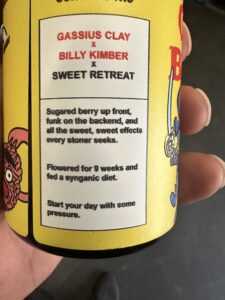 GASSIUS CLAY
x
BILLY KIMBER
x
SWEET RETREAT
Sugared berry up front,
funk on the backend, and
all the sweet, sweet effects
every stoner seeks.
Flowered for 9 weeks and
fed a synganic diet.
Start your day with some
pressure.